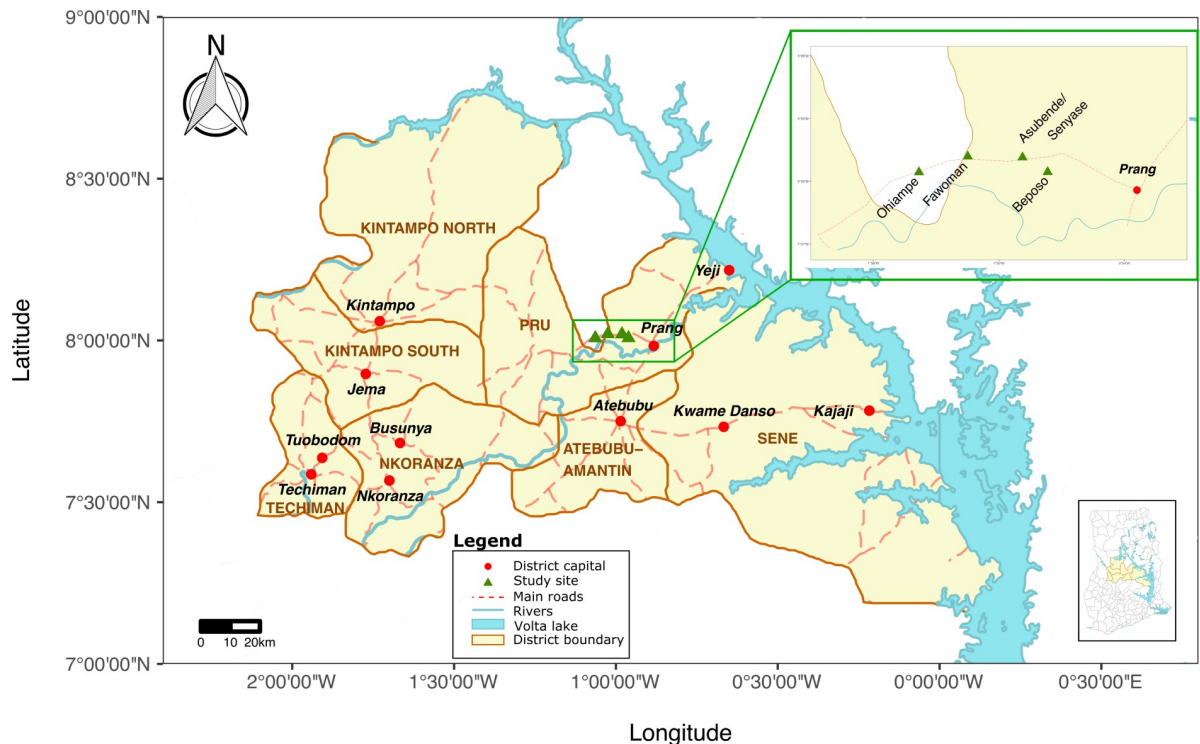 9°00'00"N
8°30'00"N
8°00'00"N
7°30'00"N
7°00'00"N
Latitude
N
Asubende/
Senyase
Prang
Ohiampe
Fawoman
Beposo
KINTAMPO NORTH
Yeji
Kintampo
PRU
Prang
KINTAMPO SOUTH
Jema
Atebubu
Kwame Danso
Kajaji
Busunya
Tuobodom
NKORANZA
ATEBUBU–
AMANTIN
SENE
Techiman
Nkoranza
TECHIMAN
Legend
District capital
Study site
Main roads
Rivers
Volta lake
District boundary
0 10 20km
2°00'00"W
1°30'00"W
1°00'00"W
0°30'00"W
0°00'00"W
0°30'00"E
Longitude